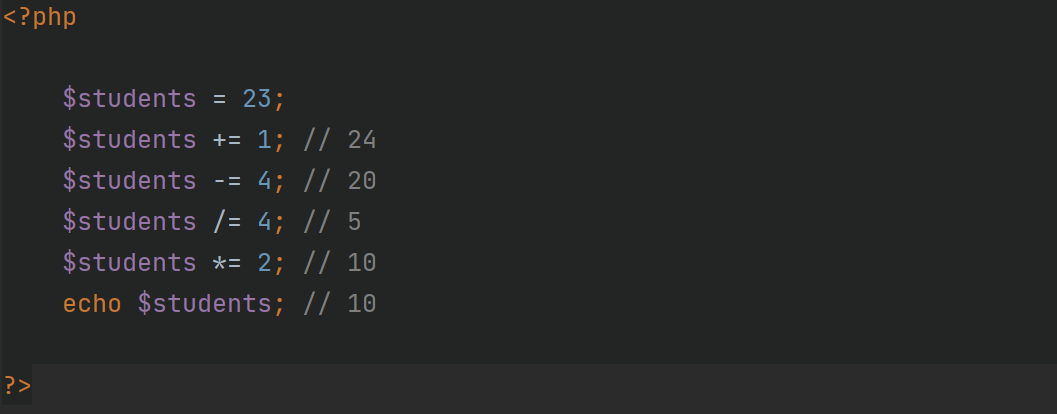 <?php
$students = 23;
$students += 1; // 24
$students -= 4; // 20
$students /= 4; // 5
$students *= 2; // 10
echo $students; // 10
?>